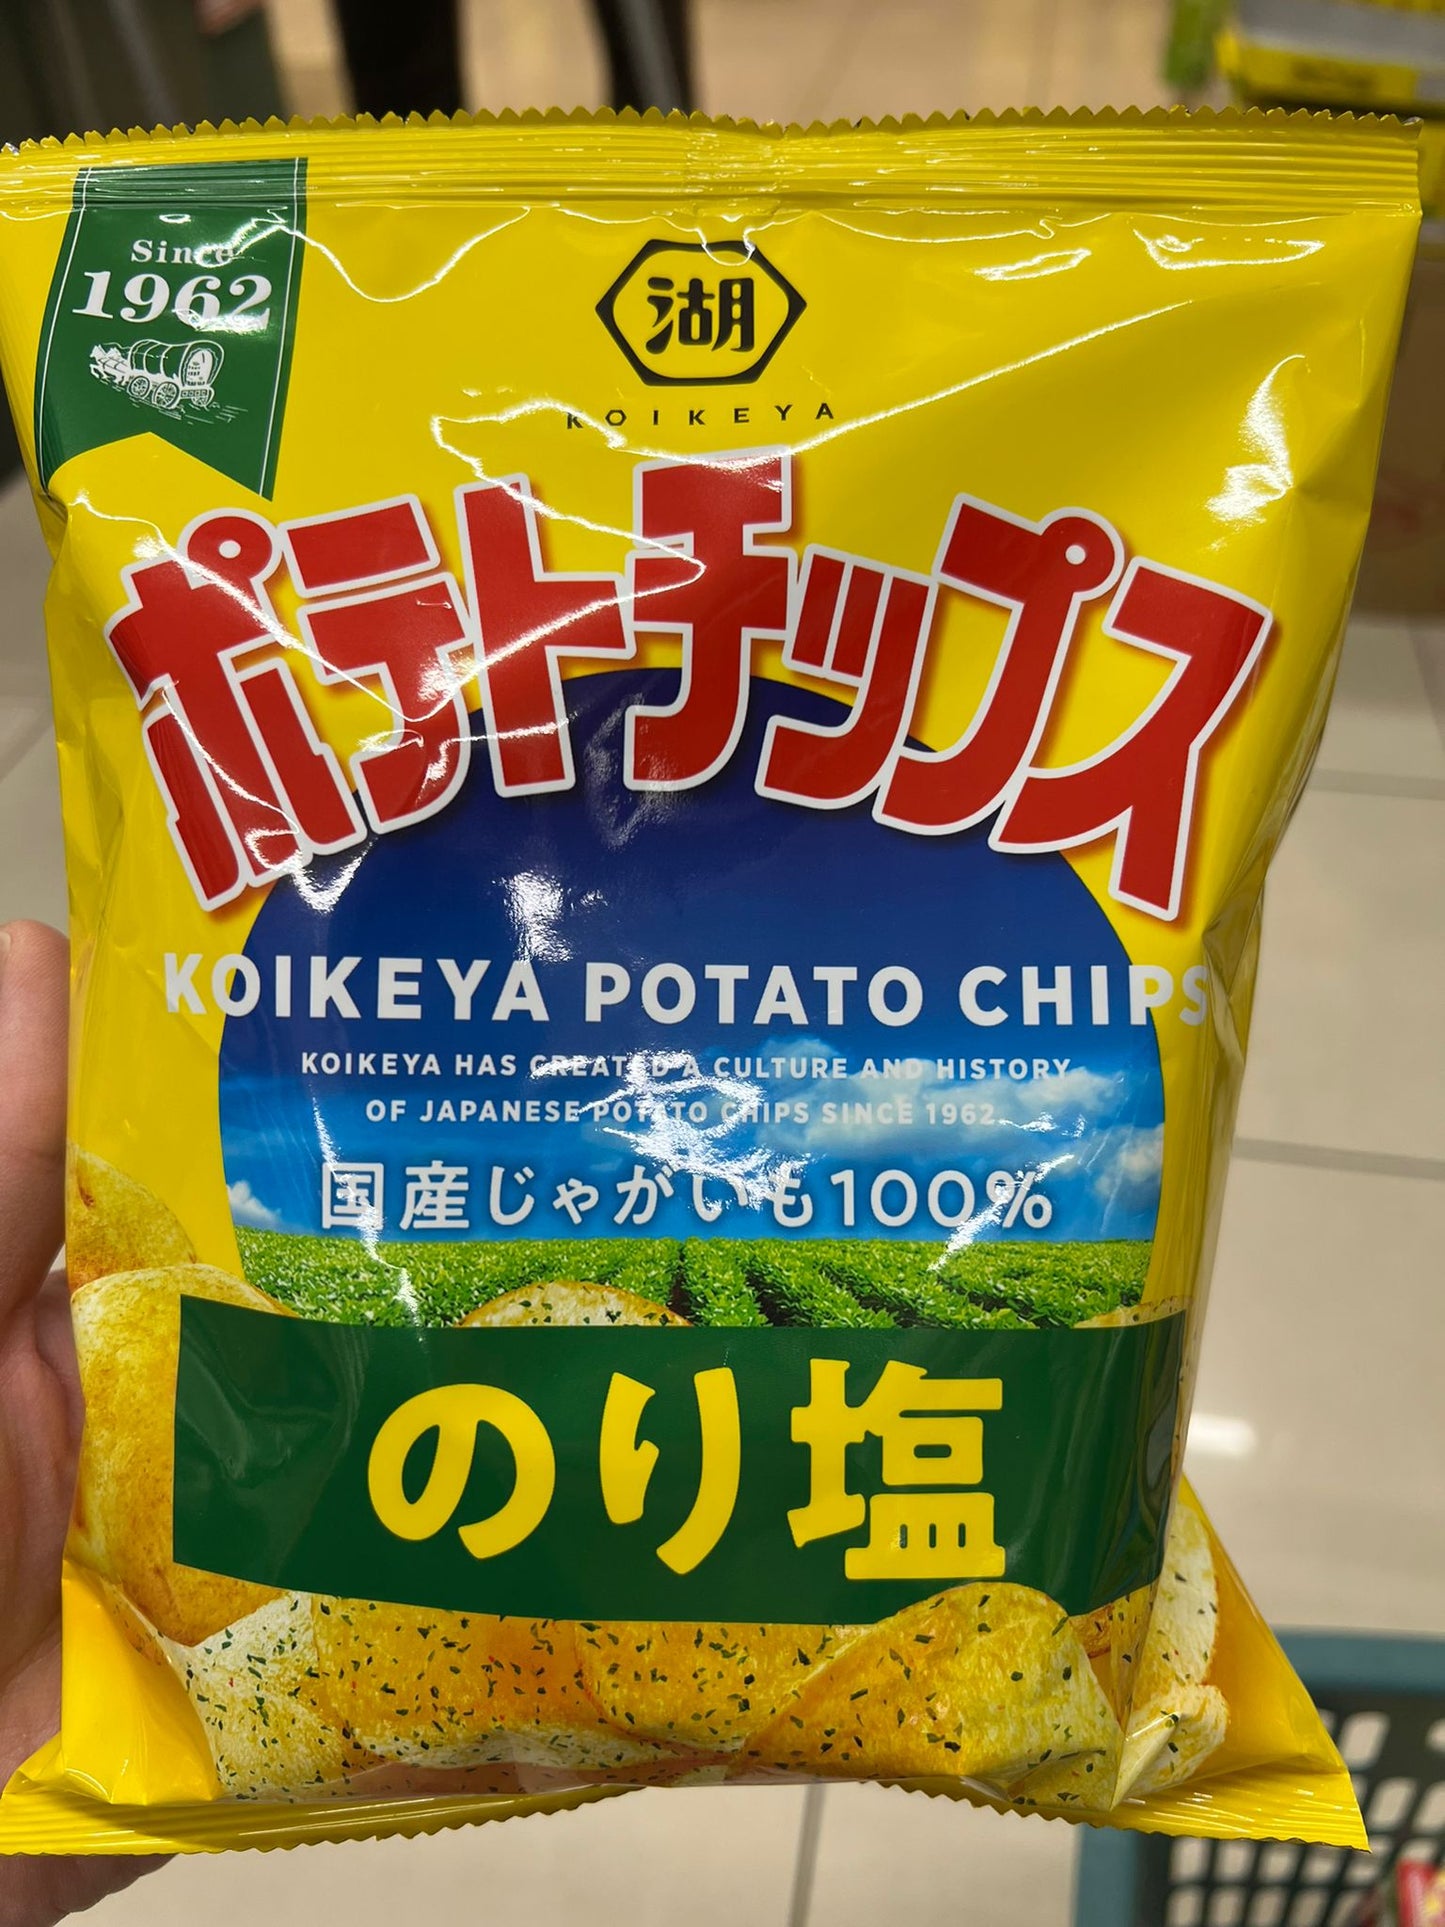 Since
1962
湖
KOIKEYA
ポテトチップス
KOIKEYA POTATO CHIPS
KOIKEYA HAS CREATED A CULTURE AND HISTORY
OF JAPANESE POTATO CHIPS SINCE 1962
国産じゃがいも100%
のり塩